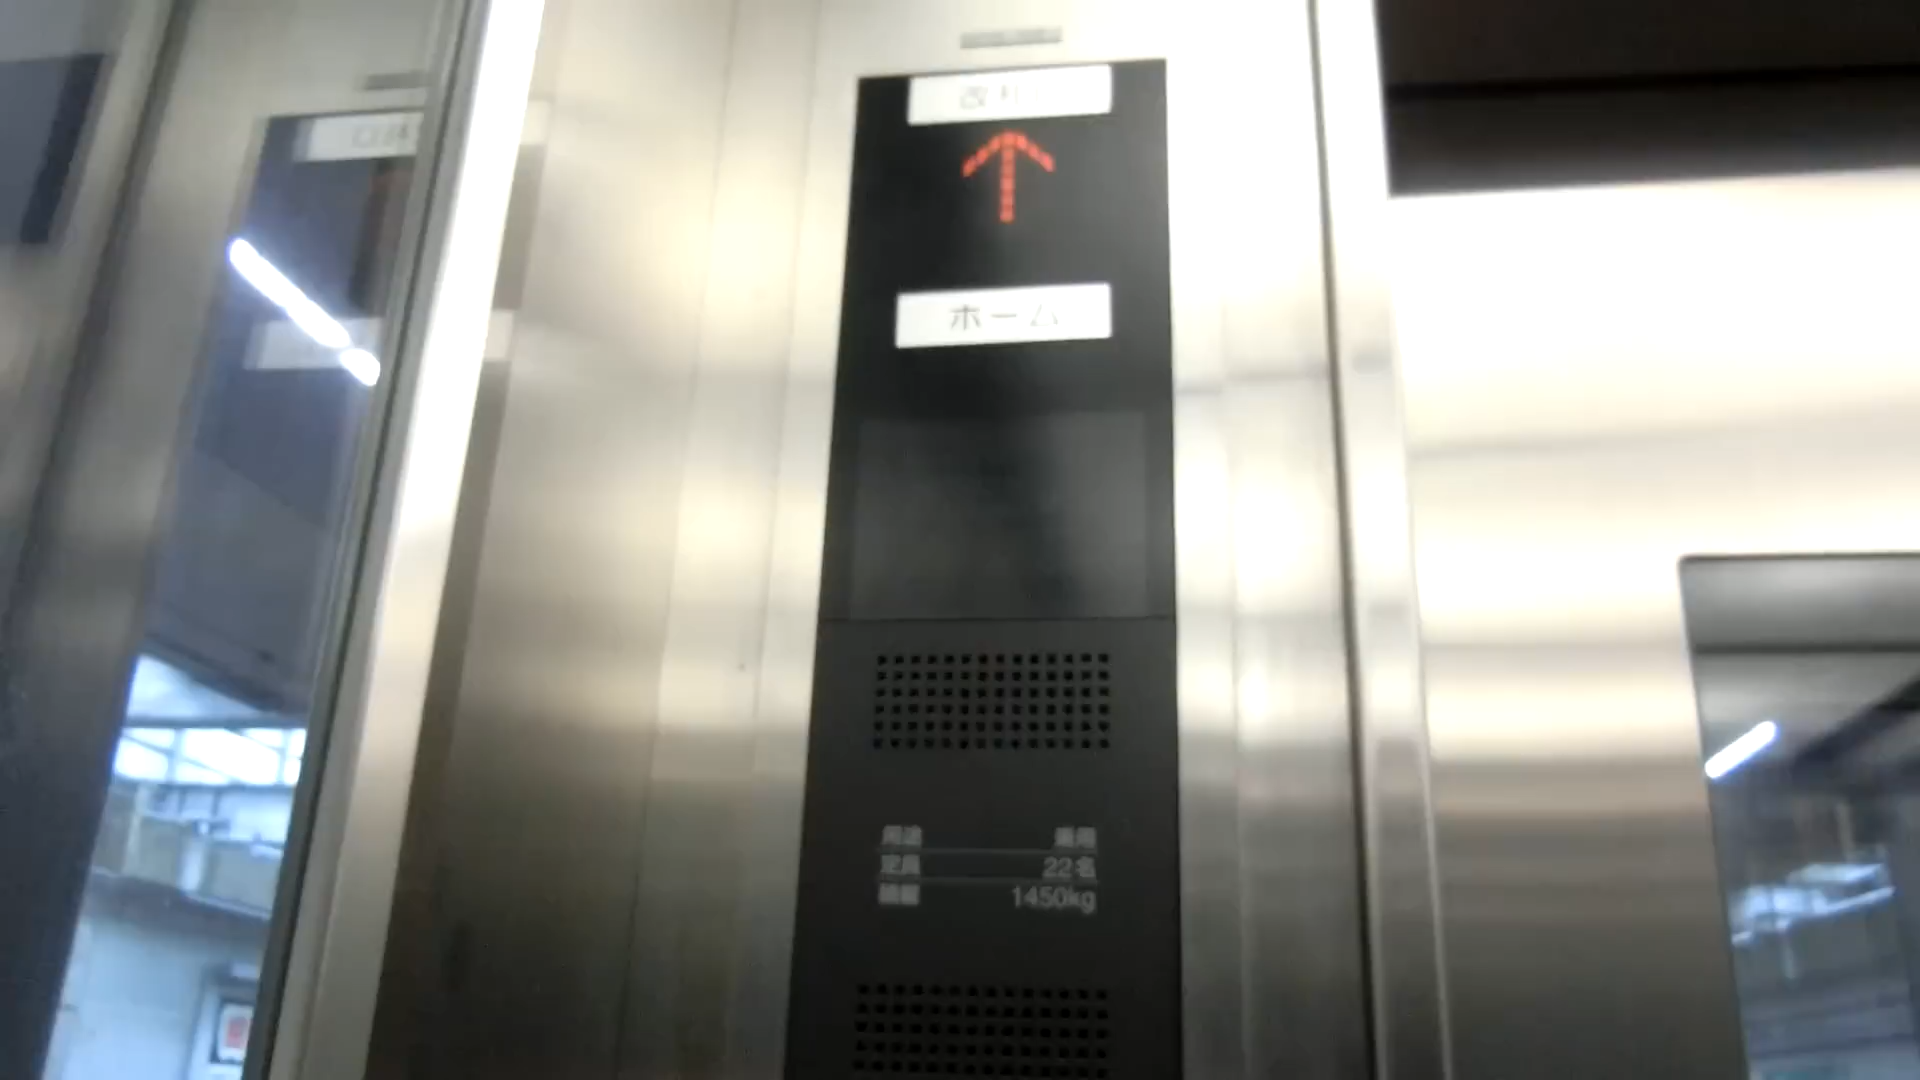 改札
ホーム
用途 乗用
定員 22名
積載 1450kg